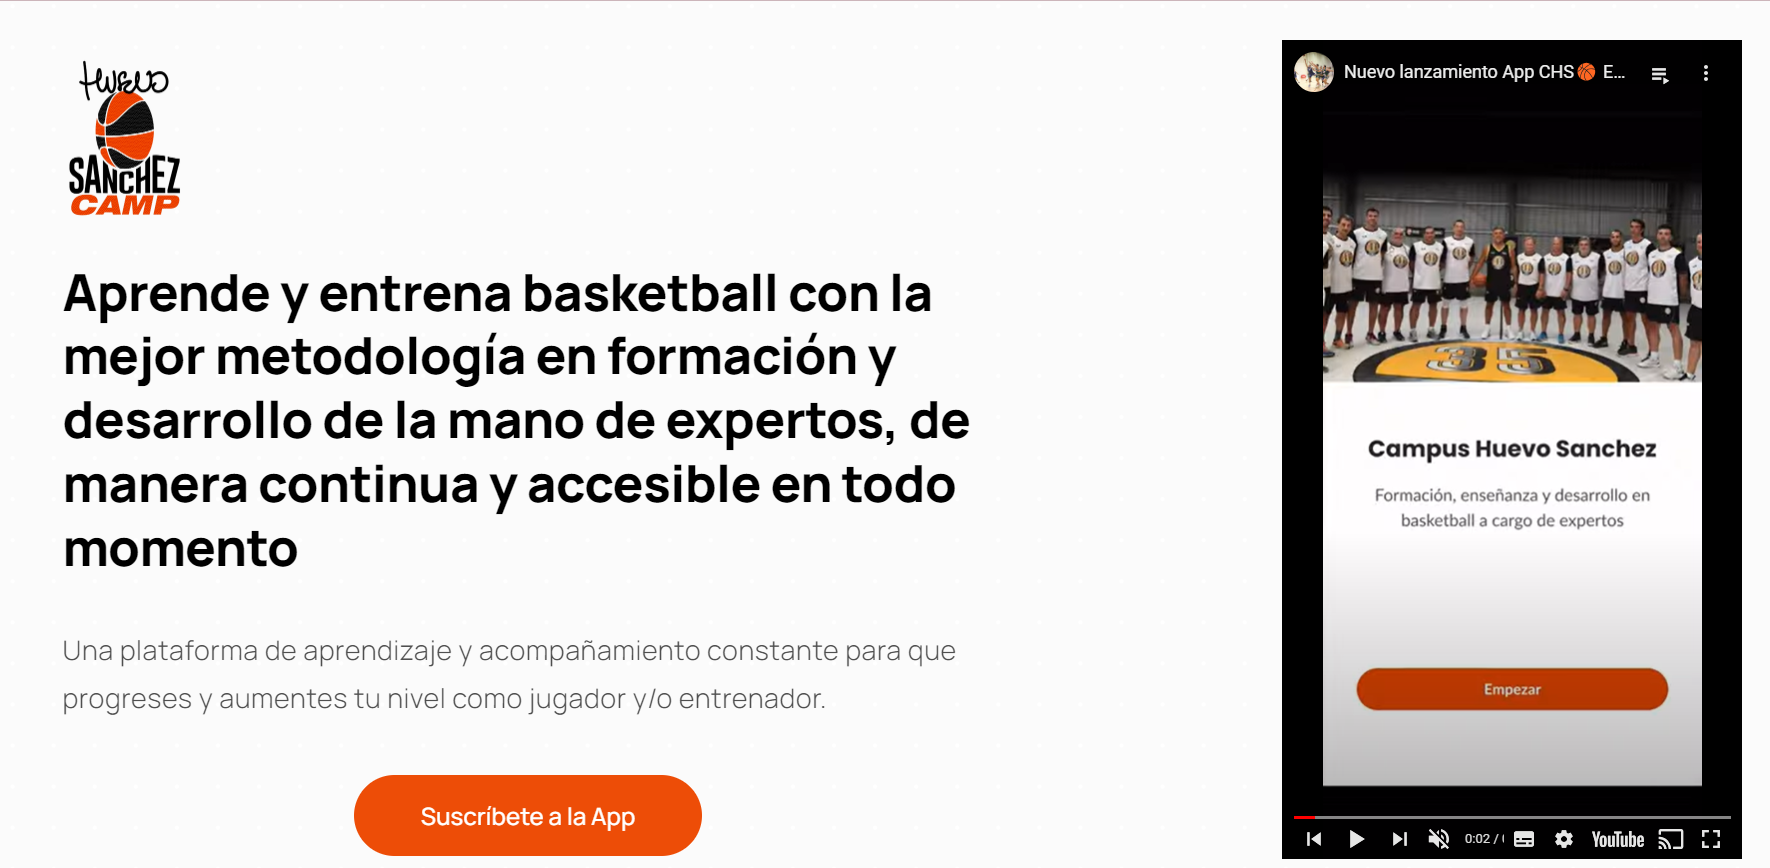 HUEVO
SANCHEZ
CAMP
Aprende y entrena basketball con la
mejor metodología en formación y
desarrollo de la mano de expertos, de
manera continua y accesible en todo
momento
Una plataforma de aprendizaje y acompañamiento constante para que
progreses y aumentes tu nivel como jugador y/o entrenador.
Suscríbete a la App
Nuevo lanzamiento App CHS🏀 E...
35
Campus Huevo Sanchez
Formación, enseñanza y desarrollo en
basketball a cargo de expertos
Empezar
0:02 /
YouTube